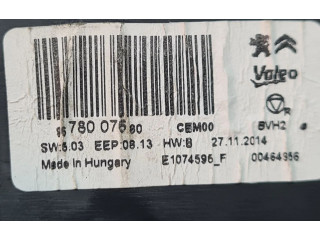 Valeo
96 780 076 80 CEM00 BVH2
SW:5.03 EEP:08.13 HW:B 27.11.2014
Made in Hungary E1074596_F 00464956